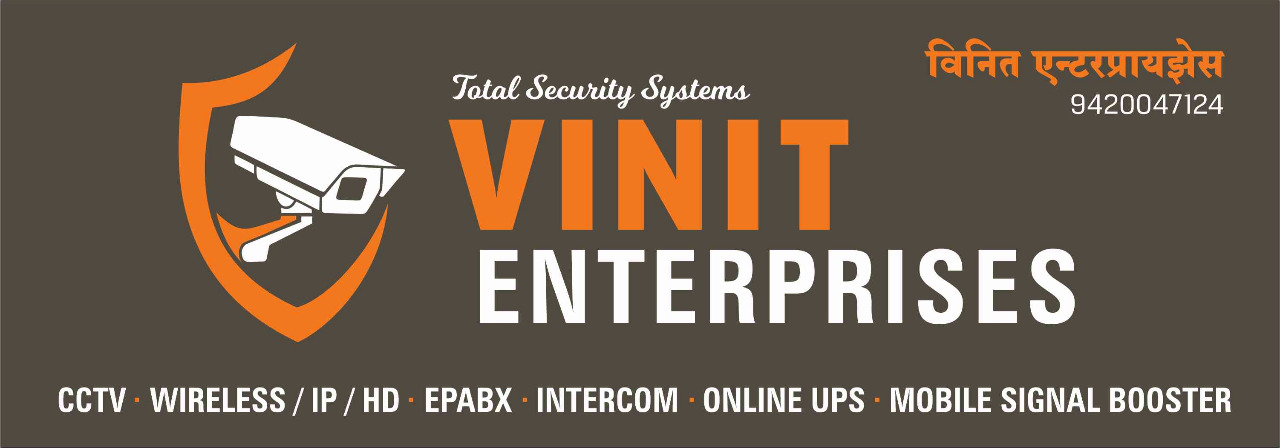 विनित एन्टरप्रायझेस
9420047124
Total Security Systems
VINIT
ENTERPRISES
CCTV · WIRELESS / IP / HD · EPABX · INTERCOM · ONLINE UPS · MOBILE SIGNAL BOOSTER